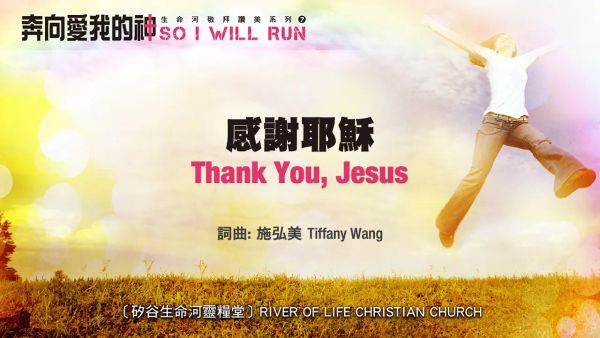 生命河敬拜讚美系列7
奔向愛我的神
SO I WILL RUN
感謝耶穌
Thank You, Jesus
詞曲: 施弘美 Tiffany Wang
〔矽谷生命河靈糧堂〕RIVER OF LIFE CHRISTIAN CHURCH